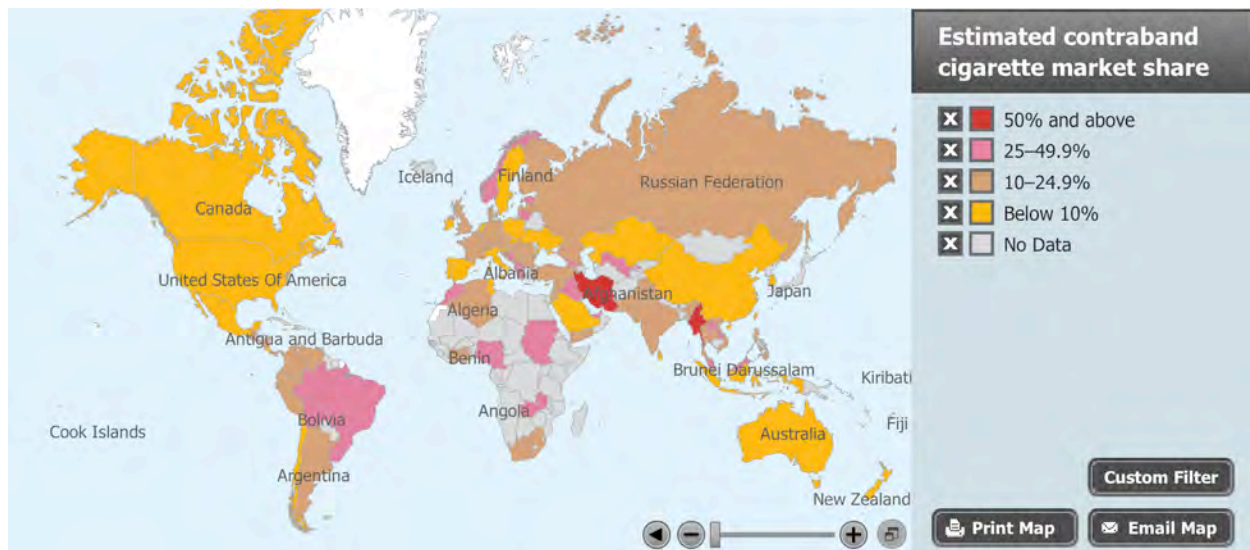 Estimated contraband
cigarette market share
X 50% and above
X 25–49.9%
X 10–24.9%
X Below 10%
X No Data
Iceland
Finland
Russian Federation
Canada
United States Of America
Albania
Afghanistan
Japan
Algeria
Antigua and Barbuda
Benin
Brunei Darussalam
Kiribati
Angola
Bolivia
Fiji
Cook Islands
Australia
Argentina
New Zealand
Custom Filter
Print Map
Email Map